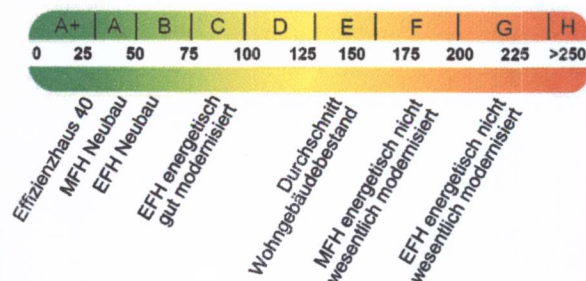 A+ A B C D E F G H
0 25 50 75 100 125 150 175 200 225 >250
Effizienzhaus 40
MFH Neubau
EFH Neubau
EFH energetisch
gut modernisiert
Durchschnitt
Wohngebäudebestand
MFH energetisch nicht
wesentlich modernisiert
EFH energetisch nicht
wesentlich modernisiert